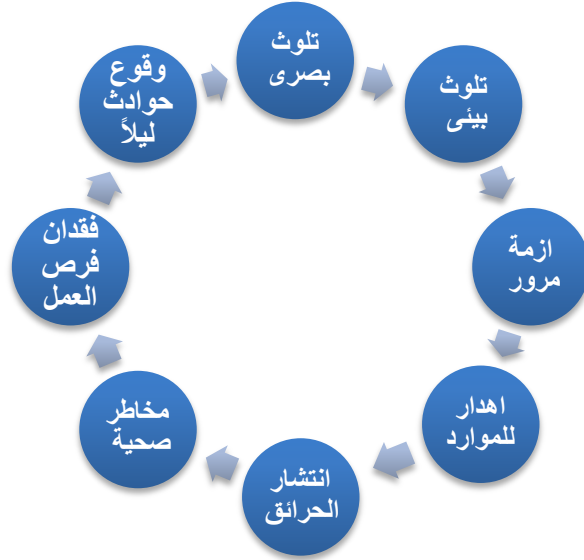 تلوث
بصرى
تلوث
بيئى
ازمة
مرور
اهدار
للموارد
انتشار
الحرائق
مخاطر
صحية
فقدان
فرص
العمل
وقوع
حوادث
ليلاً